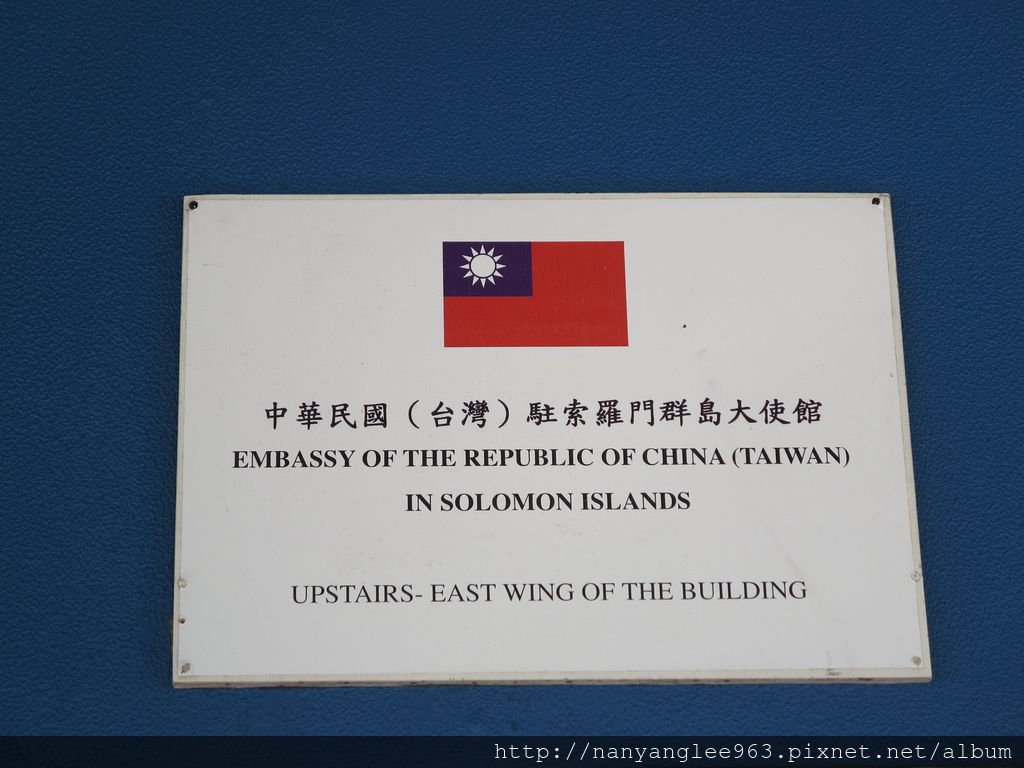 中華民國（台灣）駐索羅門群島大使館
EMBASSY OF THE REPUBLIC OF CHINA (TAIWAN)
IN SOLOMON ISLANDS
UPSTAIRS- EAST WING OF THE BUILDING
http://nanyanglee963.pixnet.net/album